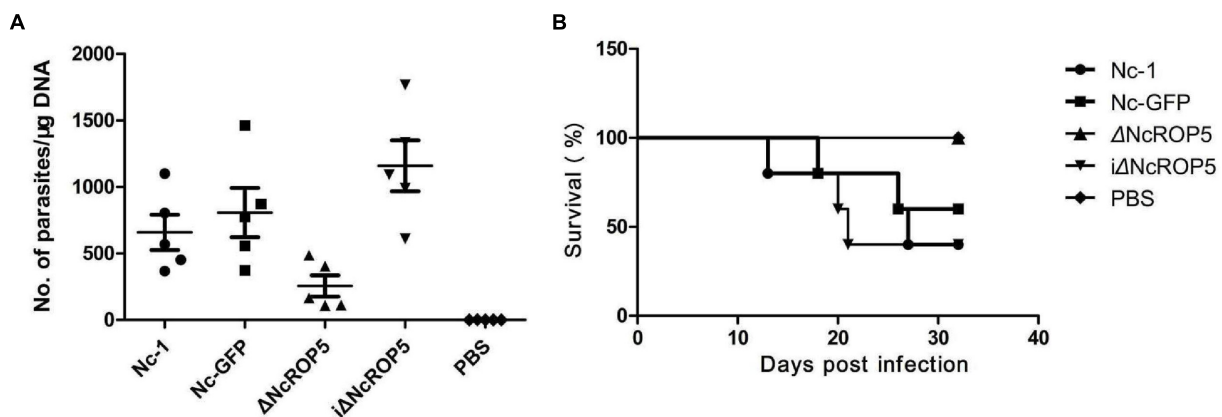 A
No. of parasites/µg DNA
2000
1500
1000
500
0
Nc-1
Nc-GFP
ΔNcROP5
iΔNcROP5
PBS
B
Survival ( %)
150
100
50
0
0 10 20 30 40
Days post infection
Nc-1
Nc-GFP
ΔNcROP5
iΔNcROP5
PBS